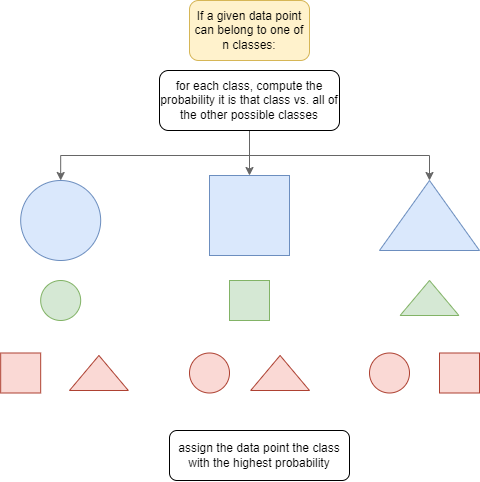 If a given data point
can belong to one of
n classes:
for each class, compute the
probability it is that class vs. all of
the other possible classes
assign the data point the class
with the highest probability